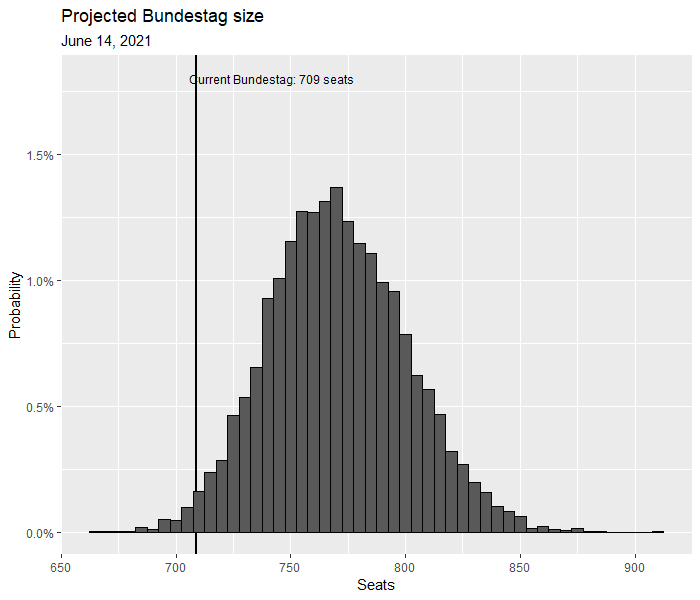 Projected Bundestag size
June 14, 2021
Current Bundestag: 709 seats
1.5%
1.0%
0.5%
0.0%
Probability
650 700 750 800 850 900
Seats